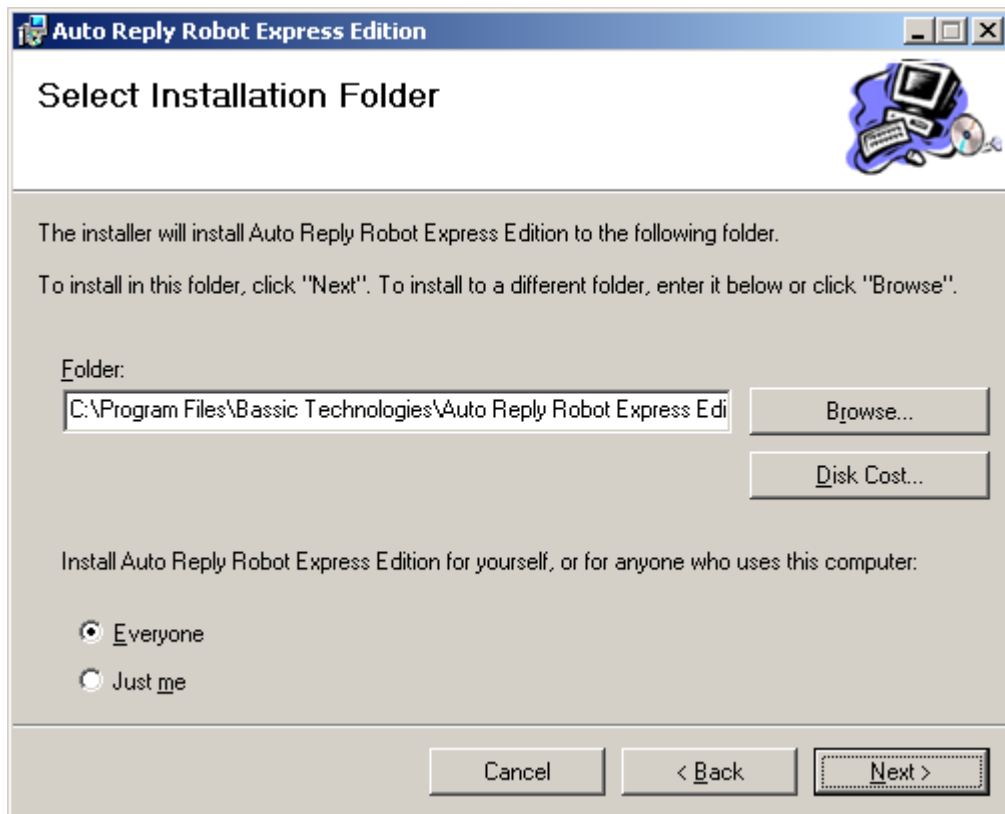 Auto Reply Robot Express Edition
Select Installation Folder
The installer will install Auto Reply Robot Express Edition to the following folder.
To install in this folder, click "Next". To install to a different folder, enter it below or click "Browse".
Folder:
C:\Program Files\Bassic Technologies\Auto Reply Robot Express Edi
Browse...
Disk Cost...
Install Auto Reply Robot Express Edition for yourself, or for anyone who uses this computer:
Everyone
Just me
Cancel
< Back
Next >